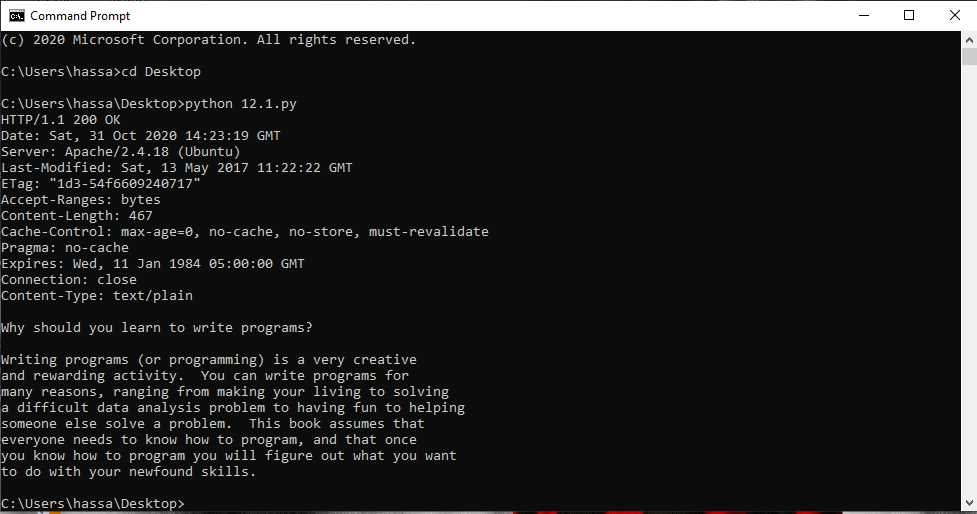 Command Prompt
(c) 2020 Microsoft Corporation. All rights reserved.
C:\Users\hassa>cd Desktop
C:\Users\hassa\Desktop>python 12.1.py
HTTP/1.1 200 OK
Date: Sat, 31 Oct 2020 14:23:19 GMT
Server: Apache/2.4.18 (Ubuntu)
Last-Modified: Sat, 13 May 2017 11:22:22 GMT
ETag: "1d3-54f6609240717"
Accept-Ranges: bytes
Content-Length: 467
Cache-Control: max-age=0, no-cache, no-store, must-revalidate
Pragma: no-cache
Expires: Wed, 11 Jan 1984 05:00:00 GMT
Connection: close
Content-Type: text/plain
Why should you learn to write programs?
Writing programs (or programming) is a very creative
and rewarding activity.  You can write programs for
many reasons, ranging from making your living to solving
a difficult data analysis problem to having fun to helping
someone else solve a problem.  This book assumes that
everyone needs to know how to program, and that once
you know how to program you will figure out what you want
to do with your newfound skills.
C:\Users\hassa\Desktop>